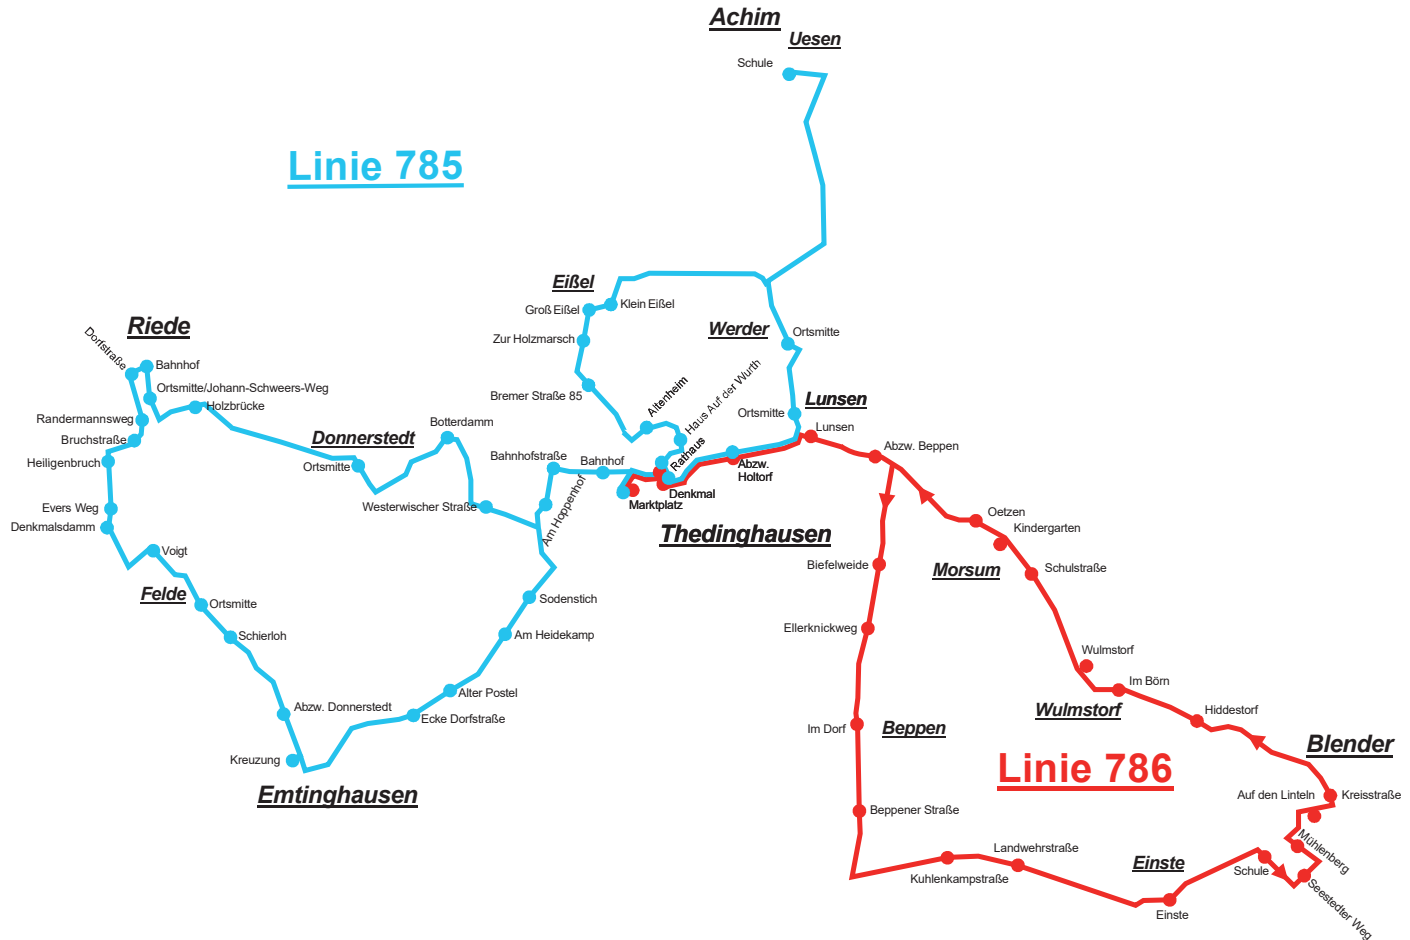 Achim
Uesen
Schule
Linie 785
Eißel
Groß Eißel
Klein Eißel
Zur Holzmarsch
Bremer Straße 85
Altenheim
Haus Auf der Wurth
Rathaus
Werder
Ortsmitte
Lunsen
Ortsmitte
Lunsen
Abzw. Beppen
Riede
Dorfstraße
Bahnhof
Ortsmitte/Johann-Schweers-Weg
Holzbrücke
Randermannsweg
Bruchstraße
Heiligenbruch
Evers Weg
Denkmalsdamm
Voigt
Felde
Ortsmitte
Schierloh
Abzw. Donnerstedt
Kreuzung
Emtinghausen
Donnerstedt
Ortsmitte
Botterdamm
Westerwischer Straße
Bahnhofstraße
Bahnhof
Am Hoppenhof
Sodenstich
Am Heidekamp
Alter Postel
Ecke Dorfstraße
Abzw.
Holtorf
Denkmal
Marktplatz
Thedinghausen
Oetzen
Kindergarten
Morsum
Schulstraße
Biefelweide
Ellerknickweg
Im Dorf
Beppen
Beppener Straße
Wulmstorf
Im Börn
Wulmstorf
Hiddestorf
Linie 786
Blender
Auf den Linteln
Kreisstraße
Mühlenberg
Seestedter Weg
Schule
Einste
Einste
Landwehrstraße
Kuhlenkampstraße